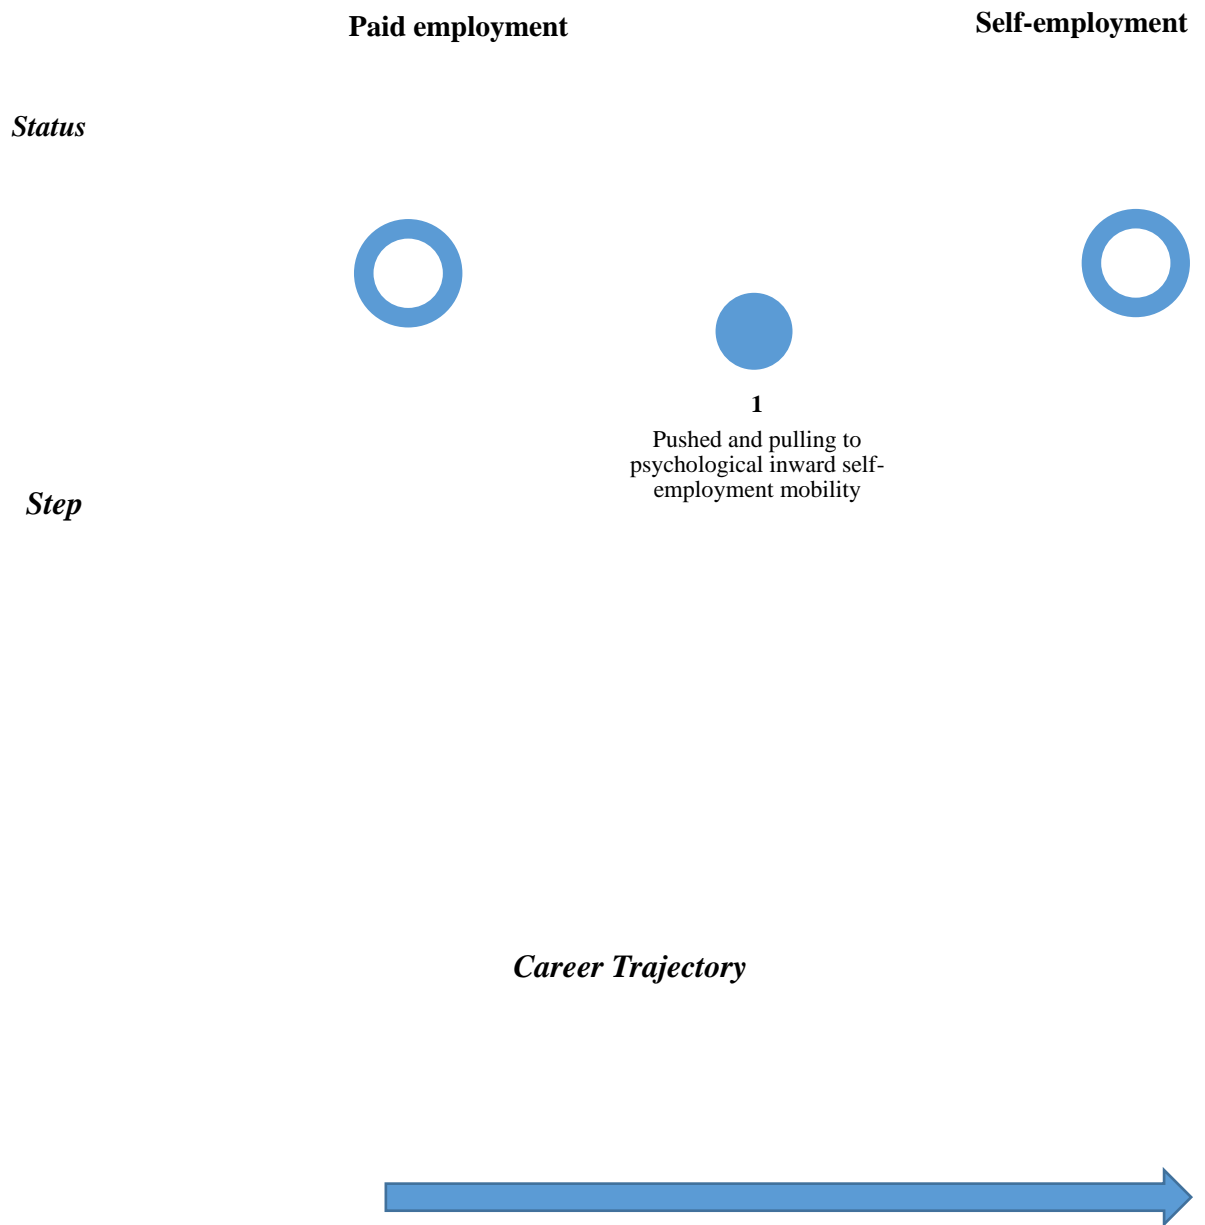 Paid employment
Self-employment
Status
1
Pushed and pulling to
psychological inward self-
employment mobility
Step
Career Trajectory